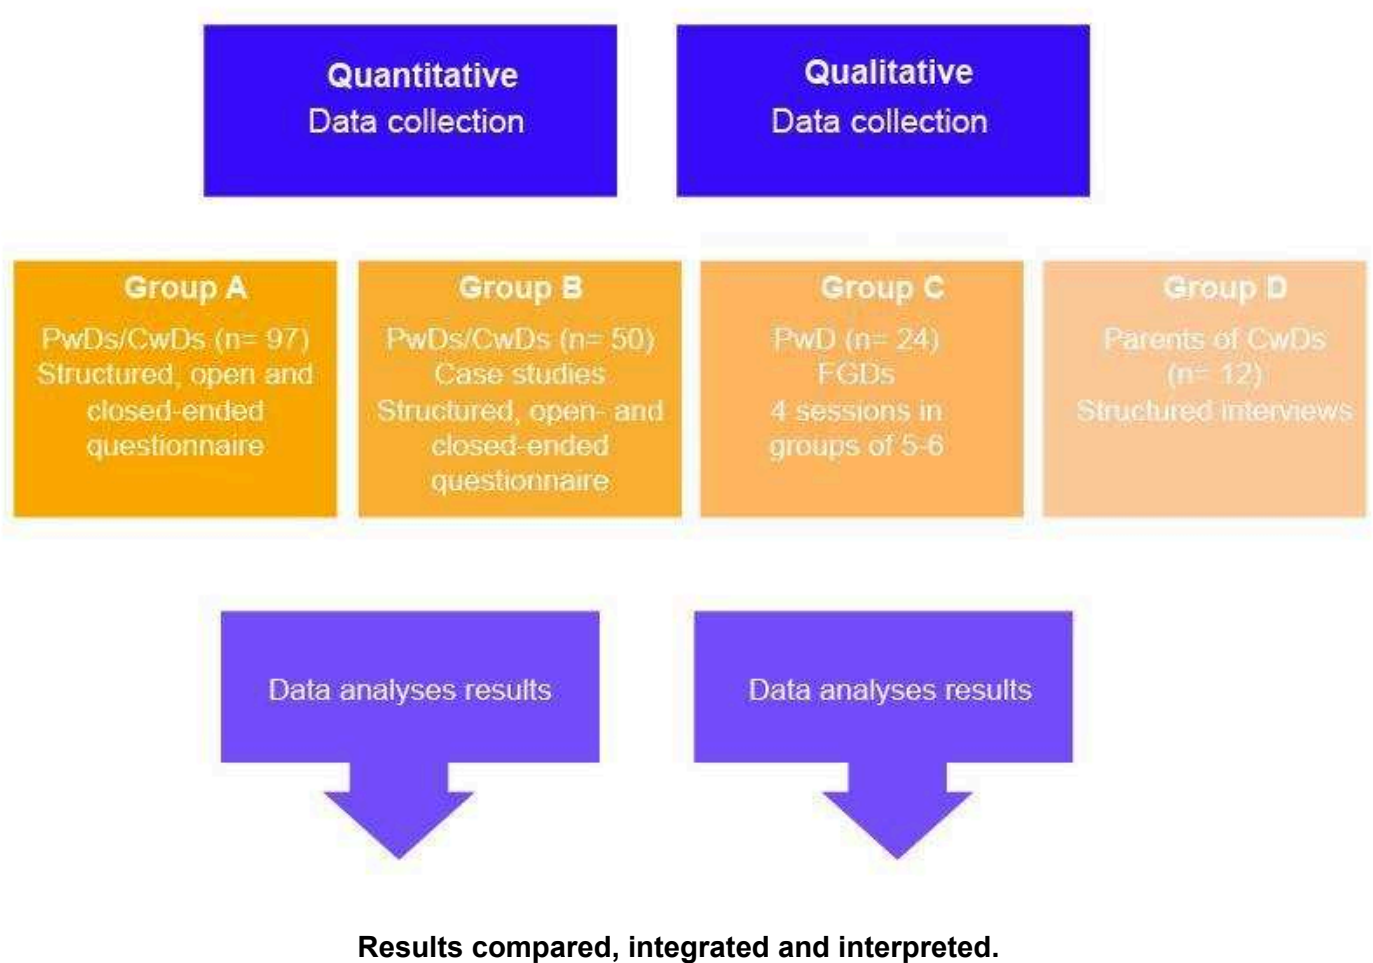 Quantitative
Data collection
Qualitative
Data collection
Group A
PwDs/CwDs (n= 97)
Structured, open and
closed-ended
questionnaire
Group B
PwDs/CwDs (n= 50)
Case studies
Structured, open- and
closed-ended
questionnaire
Group C
PwD (n= 24)
FGDs
4 sessions in
groups of 5-6
Group D
Parents of CwDs
(n= 12)
Structured interviews
Data analyses results
Data analyses results
Results compared, integrated and interpreted.